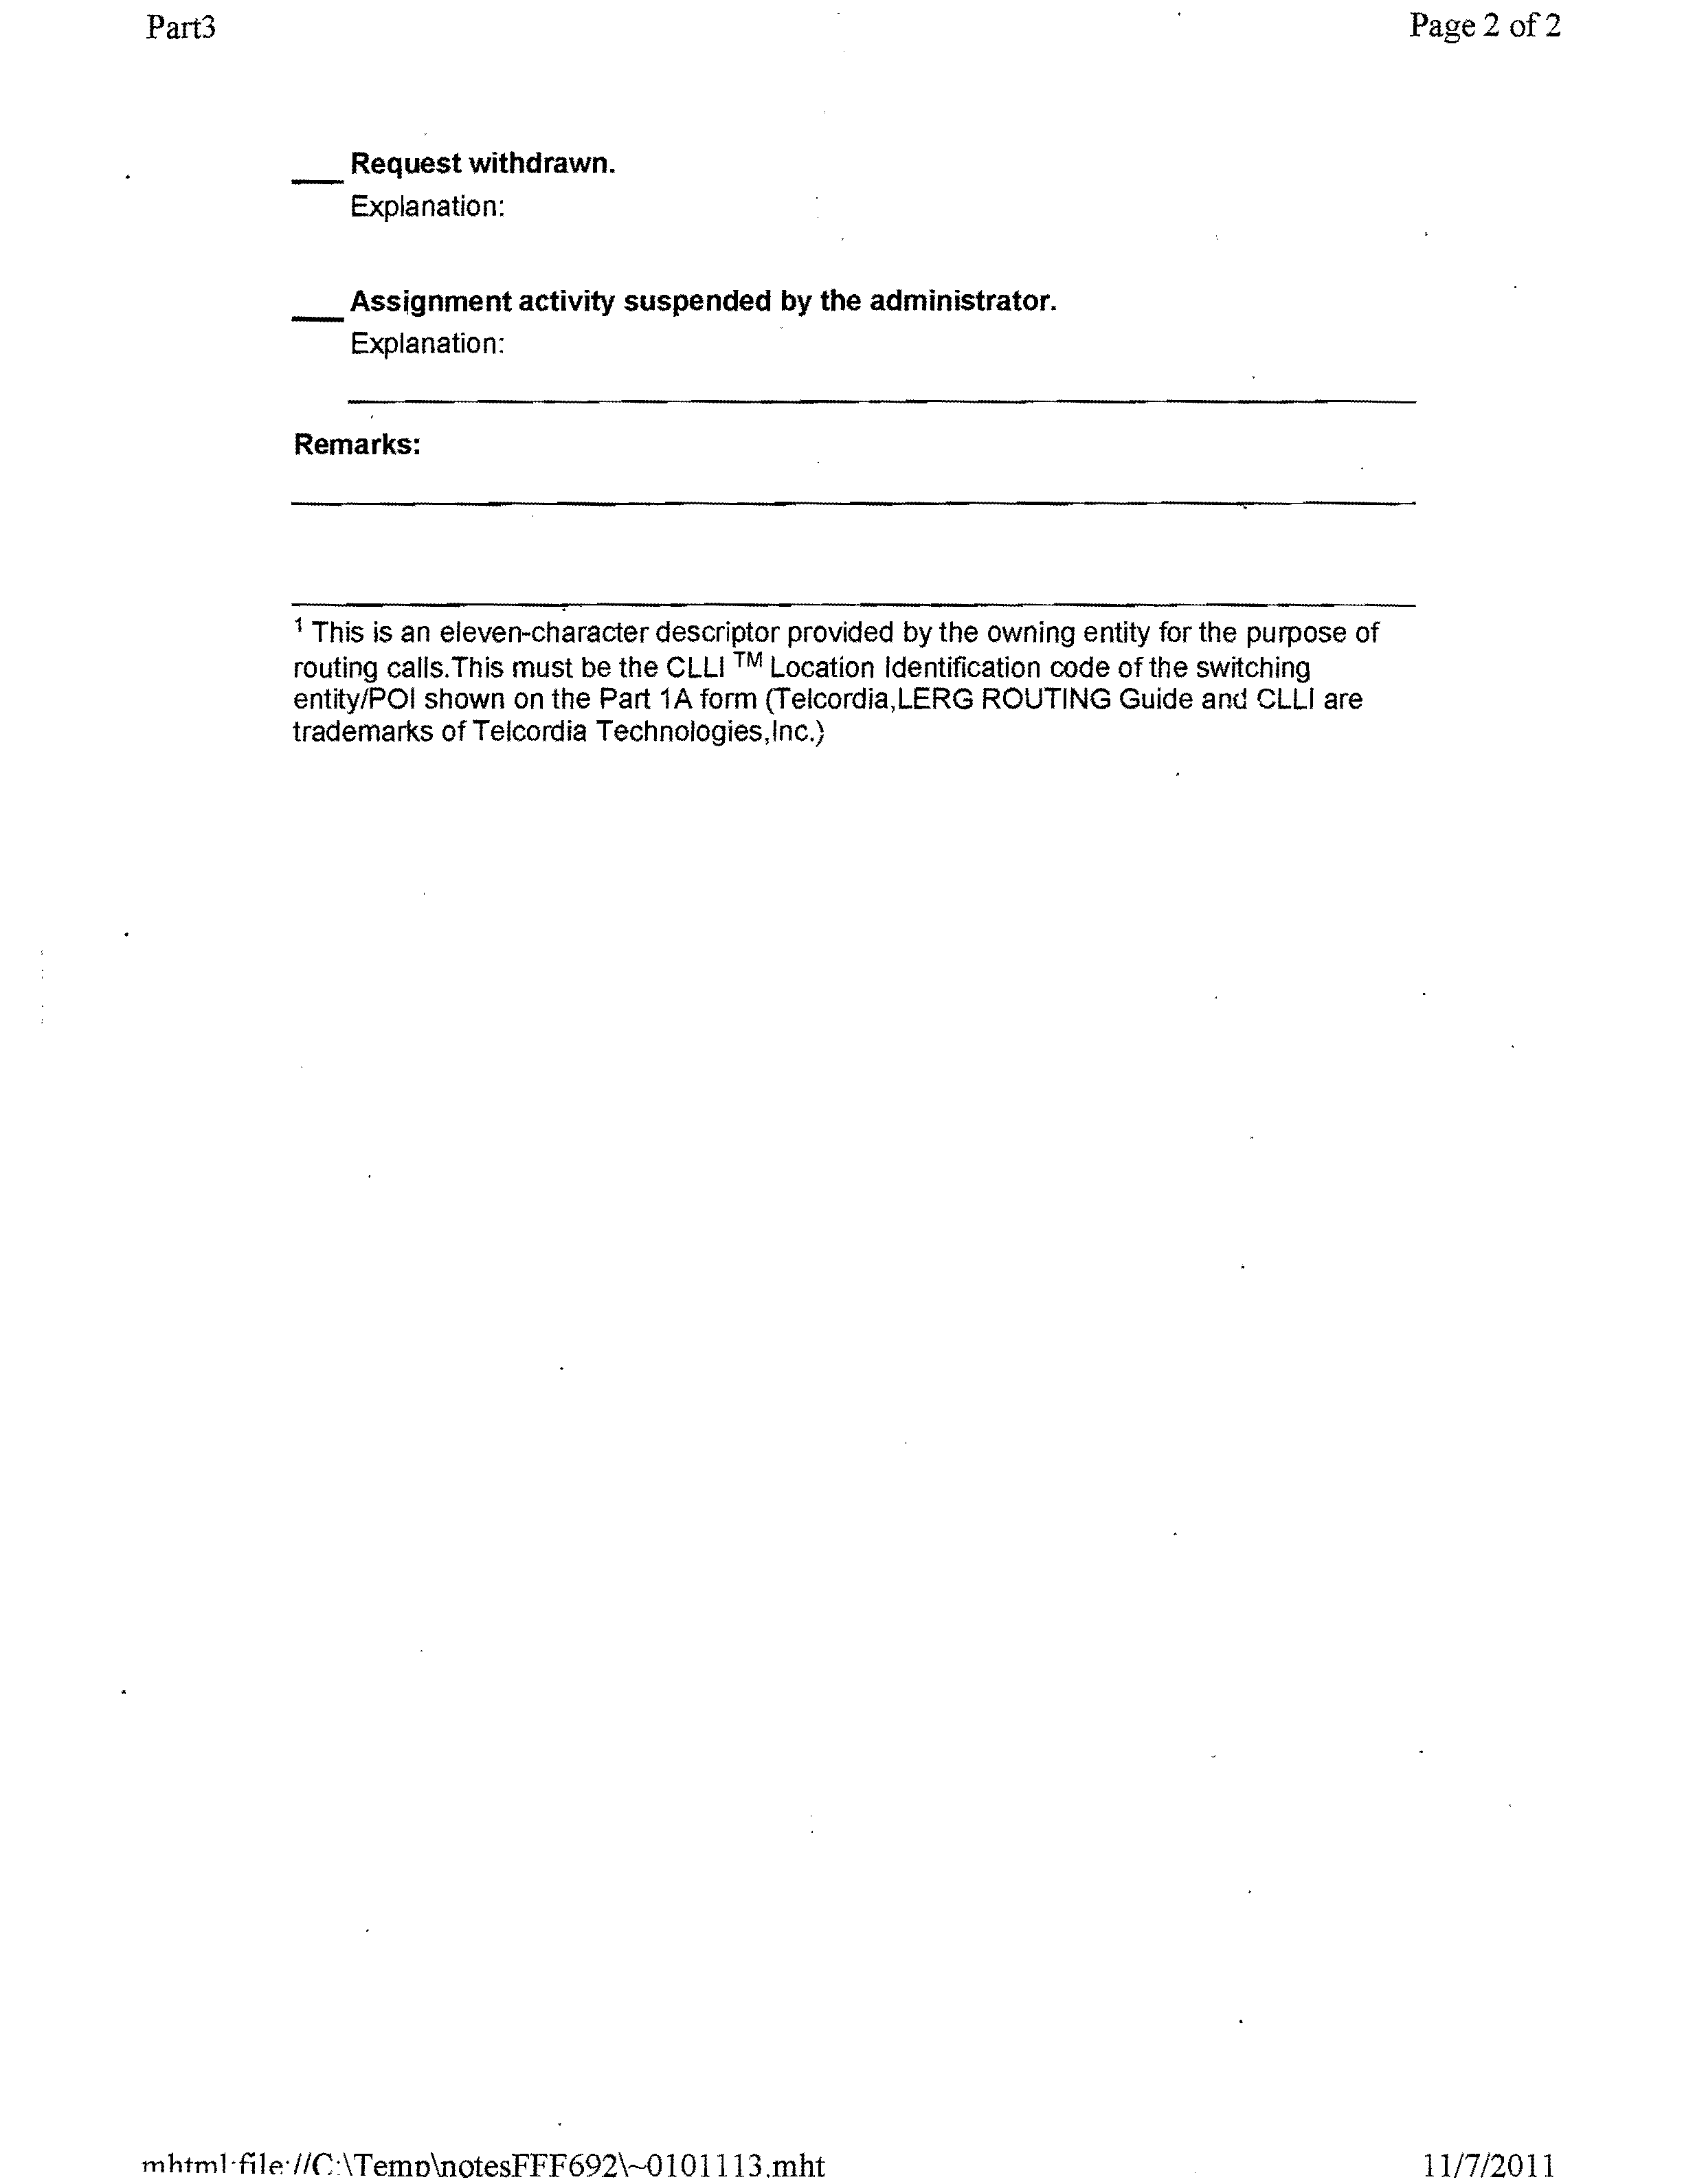 Part3 Page 2 of 2
Request withdrawn.
Explanation:
Assignment activity suspended by the administrator.
Explanation:
Remarks:
1 This is an eleven-character descriptor provided by the owning entity for the purpose of
routing calls.This must be the CLLI ™ Location Identification code of the switching
entity/POI shown on the Part 1A form (Telcordia,LERG ROUTING Guide and CLLI are
trademarks of Telcordia Technologies,Inc.)
mhtml:file://C:\Temp\notesFFF692\~0101113.mht 11/7/2011